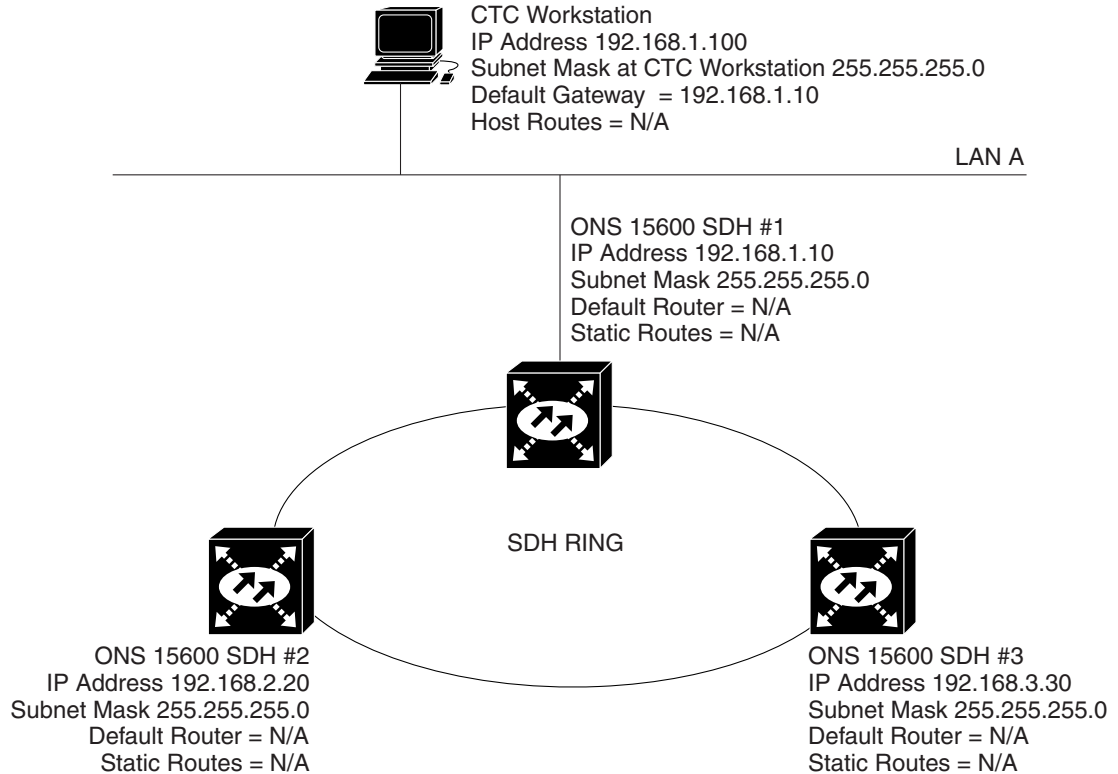 CTC Workstation
IP Address 192.168.1.100
Subnet Mask at CTC Workstation 255.255.255.0
Default Gateway = 192.168.1.10
Host Routes = N/A
LAN A
ONS 15600 SDH #1
IP Address 192.168.1.10
Subnet Mask 255.255.255.0
Default Router = N/A
Static Routes = N/A
SDH RING
ONS 15600 SDH #2
IP Address 192.168.2.20
Subnet Mask 255.255.255.0
Default Router = N/A
Static Routes = N/A
ONS 15600 SDH #3
IP Address 192.168.3.30
Subnet Mask 255.255.255.0
Default Router = N/A
Static Routes = N/A